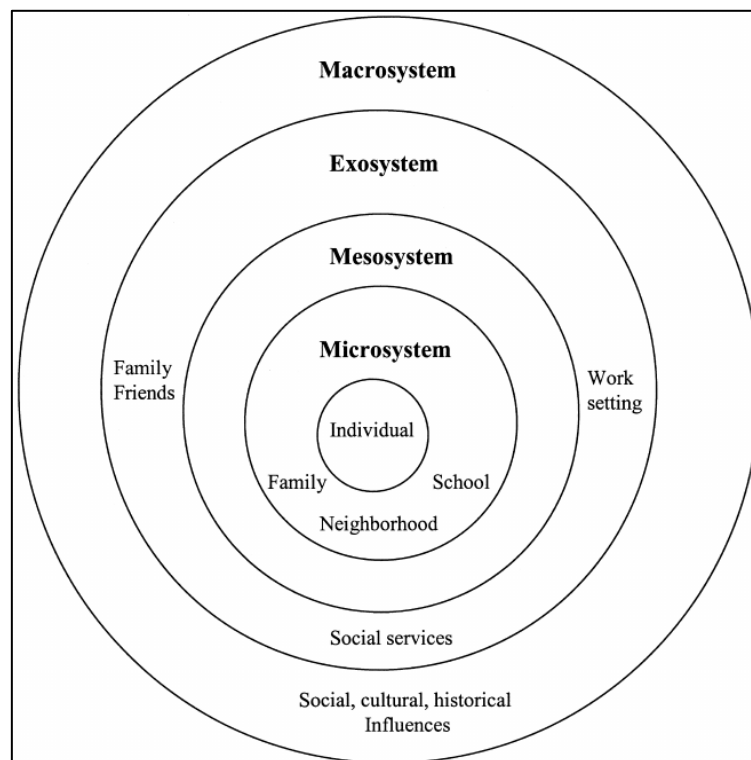 Macrosystem
Exosystem
Mesosystem
Microsystem
Family
Friends
Work
setting
Individual
Family
School
Neighborhood
Social services
Social, cultural, historical
Influences